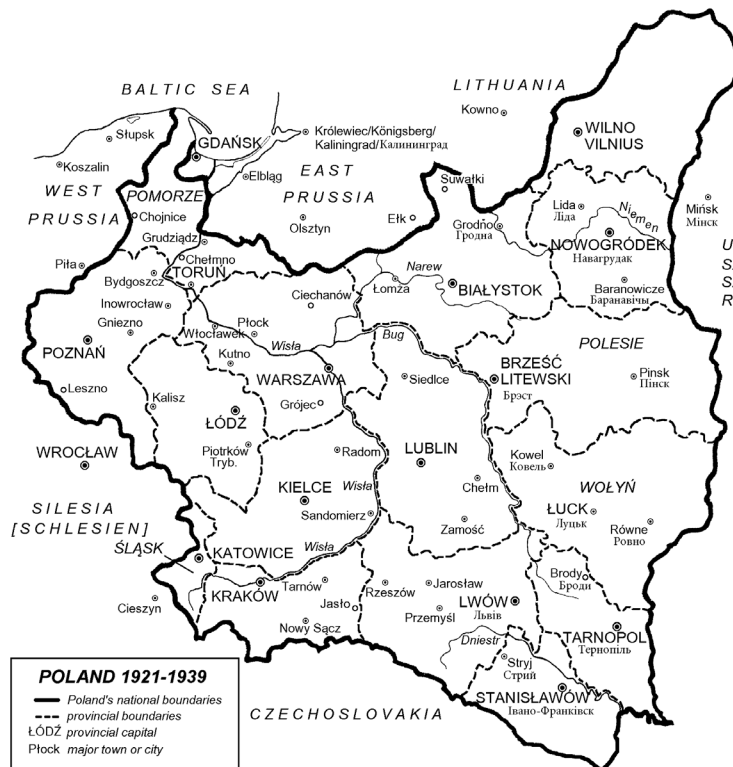 BALTIC SEA
LITHUANIA
Kowno
WILNO
VILNIUS
Słupsk
GDAŃSK
Królewiec/Königsberg/
Kaliningrad/Калининград
Koszalin
Elbląg
EAST
PRUSSIA
Suwałki
WEST
PRUSSIA
POMORZE
Chojnice
Olsztyn
Ełk
Lida
Ліда
Niemen
Mińsk
Мінск
Grudziądz
Grodno
Гродна
NOWOGRÓDEK
Навагрудак
Chełmno
TORUŃ
Piła
Bydgoszcz
Narew
Łomża
BIAŁYSTOK
Baranowicze
Баранавічы
U
S
S
R
Inowrocław
Ciechanów
Gniezno
Włocławek
Płock
Wisła
Bug
POLESIE
POZNAŃ
Kutno
WARSZAWA
Siedlce
BRZEŚĆ
LITEWSKI
Брэст
Pinsk
Пінск
Leszno
Kalisz
Grójec
ŁÓDŹ
Piotrków
Tryb.
Radom
LUBLIN
Kowel
Ковель
WROCŁAW
KIELCE
Wisła
Chełm
WOŁYŃ
SILESIA
[SCHLESIEN]
Sandomierz
Zamość
ŁUCK
Луцьк
Równe
Ровно
ŚLĄSK
KATOWICE
Wisła
Cieszyn
KRAKÓW
Tarnów
Rzeszów
Jarosław
LWÓW
Львів
Brody
Броди
Jasło
Przemyśl
Nowy Sącz
Dniestr
TARNOPOL
Тернопіль
Stryj
Стрий
STANISŁAWÓW
Івано-Франківск
CZECHOSLOVAKIA
POLAND 1921-1939
Poland's national boundaries
provincial boundaries
ŁÓDŹ provincial capital
Płock major town or city